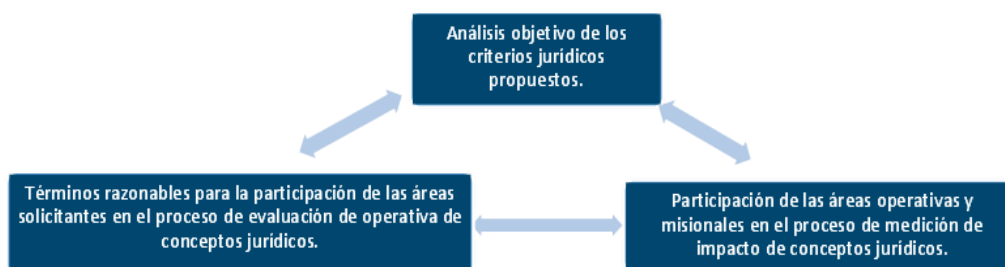 Análisis objetivo de los
criterios jurídicos
propuestos.
Términos razonables para la participación de las áreas
solicitantes en el proceso de evaluación de operativa de
conceptos jurídicos.
Participación de las áreas operativas y
misionales en el proceso de medición de
impacto de conceptos jurídicos.